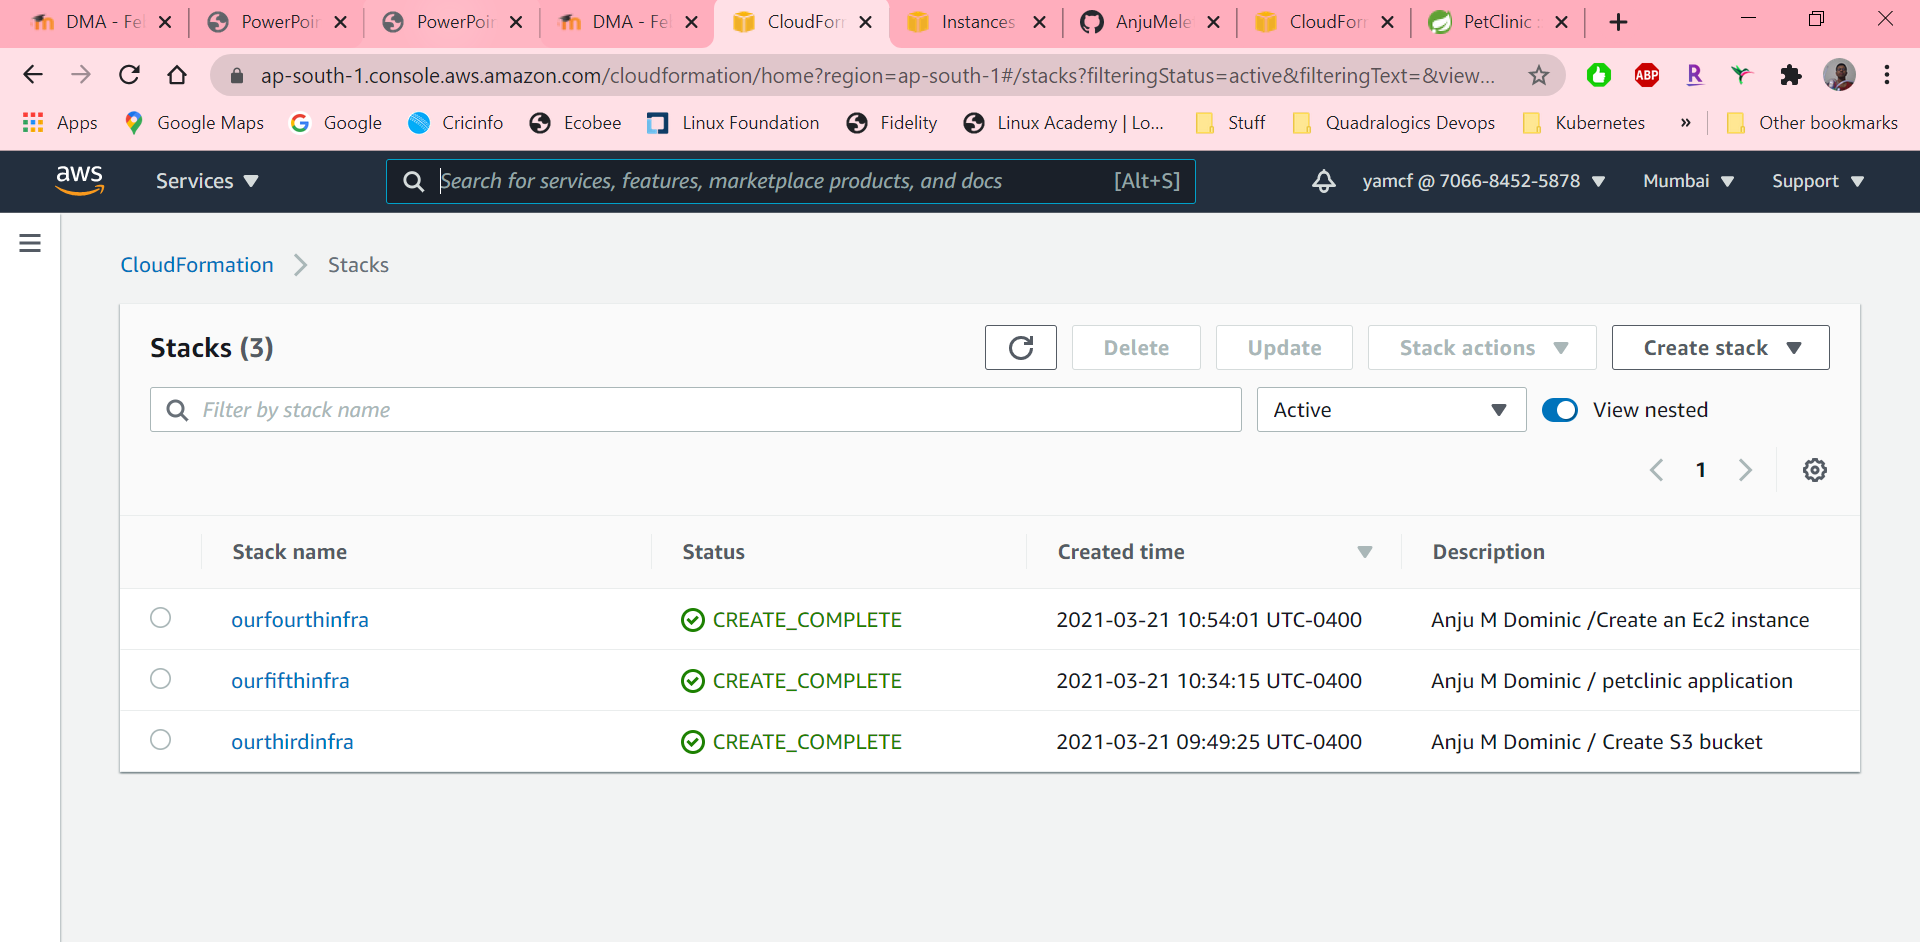 DMA - Fel PowerPoin PowerPoin DMA - Fel CloudForm Instances AnjuMele CloudForm PetClinic :
ap-south-1.console.aws.amazon.com/cloudformation/home?region=ap-south-1#/stacks?filteringStatus=active&filteringText=&view... ABP R
Apps Google Maps Google Cricinfo Ecobee Linux Foundation Fidelity Linux Academy | Lo... Stuff Quadralogics Devops Kubernetes » Other bookmarks
aws Services Search for services, features, marketplace products, and docs [Alt+S] yamcf @ 7066-8452-5878 Mumbai Support
CloudFormation Stacks
Stacks (3) Delete Update Stack actions Create stack
Filter by stack name Active View nested
1
Stack name Status Created time Description
ourfourthinfra CREATE_COMPLETE 2021-03-21 10:54:01 UTC-0400 Anju M Dominic /Create an Ec2 instance
ourfifthinfra CREATE_COMPLETE 2021-03-21 10:34:15 UTC-0400 Anju M Dominic / petclinic application
ourthirdinfra CREATE_COMPLETE 2021-03-21 09:49:25 UTC-0400 Anju M Dominic / Create S3 bucket